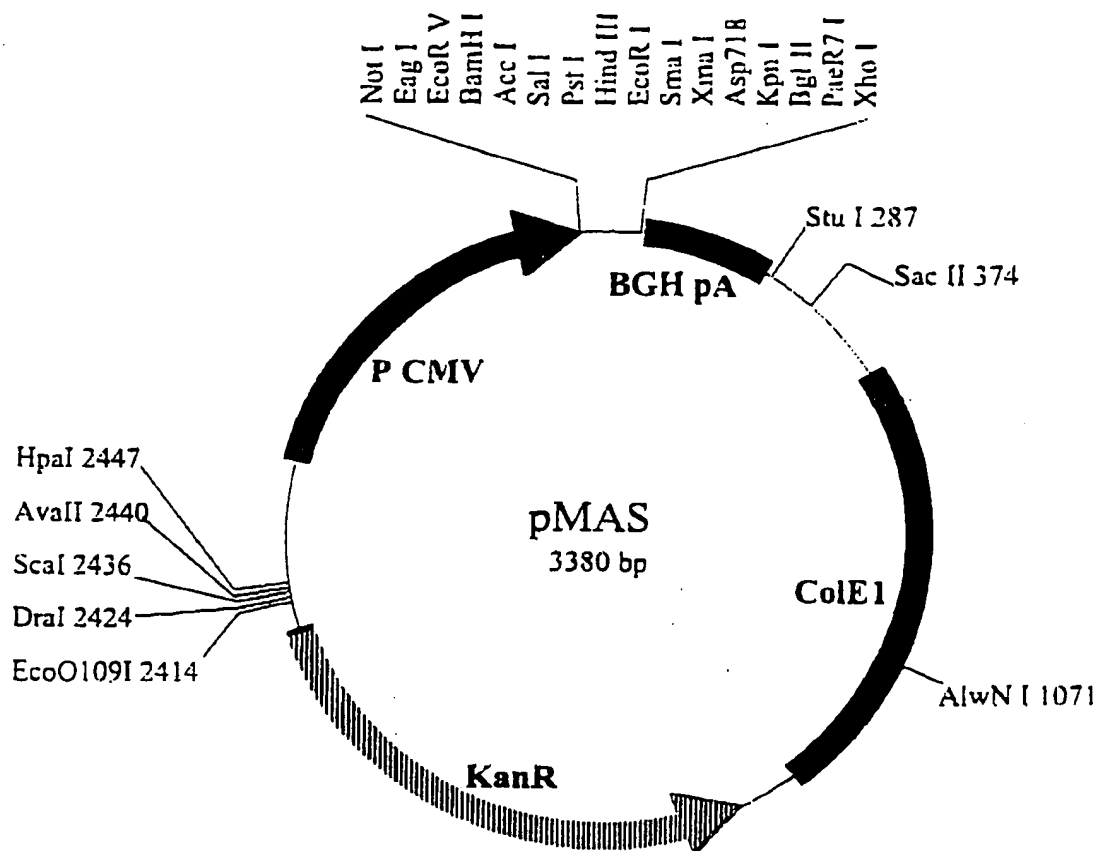 Not I
Eag I
EcoR V
BamH I
Acc I
Sal I
Pst I
Hind III
EcoR I
Sma I
Xma I
Asp718
Kpn I
Bgl II
PaeR7 I
Xho I
Stu I 287
Sac II 374
BGH pA
P CMV
HpaI 2447
AvaII 2440
ScaI 2436
DraI 2424
EcoO109I 2414
pMAS
3380 bp
ColE1
AlwN I 1071
KanR